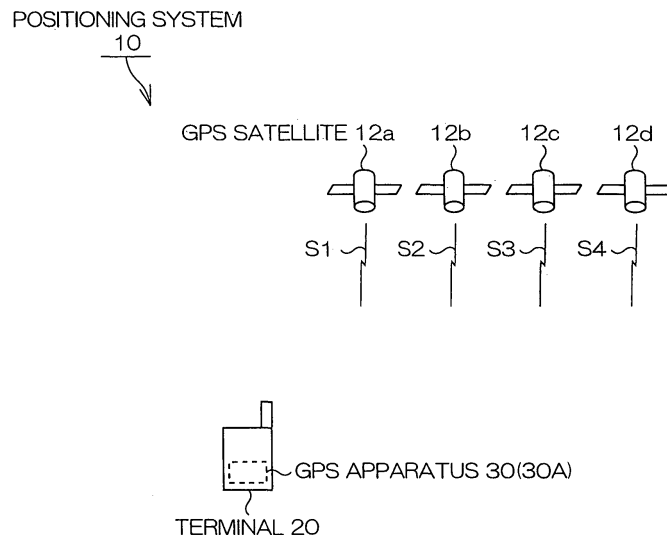 POSITIONING SYSTEM
10
GPS SATELLITE 12a 12b 12c 12d
S1 S2 S3 S4
GPS APPARATUS 30(30A)
TERMINAL 20